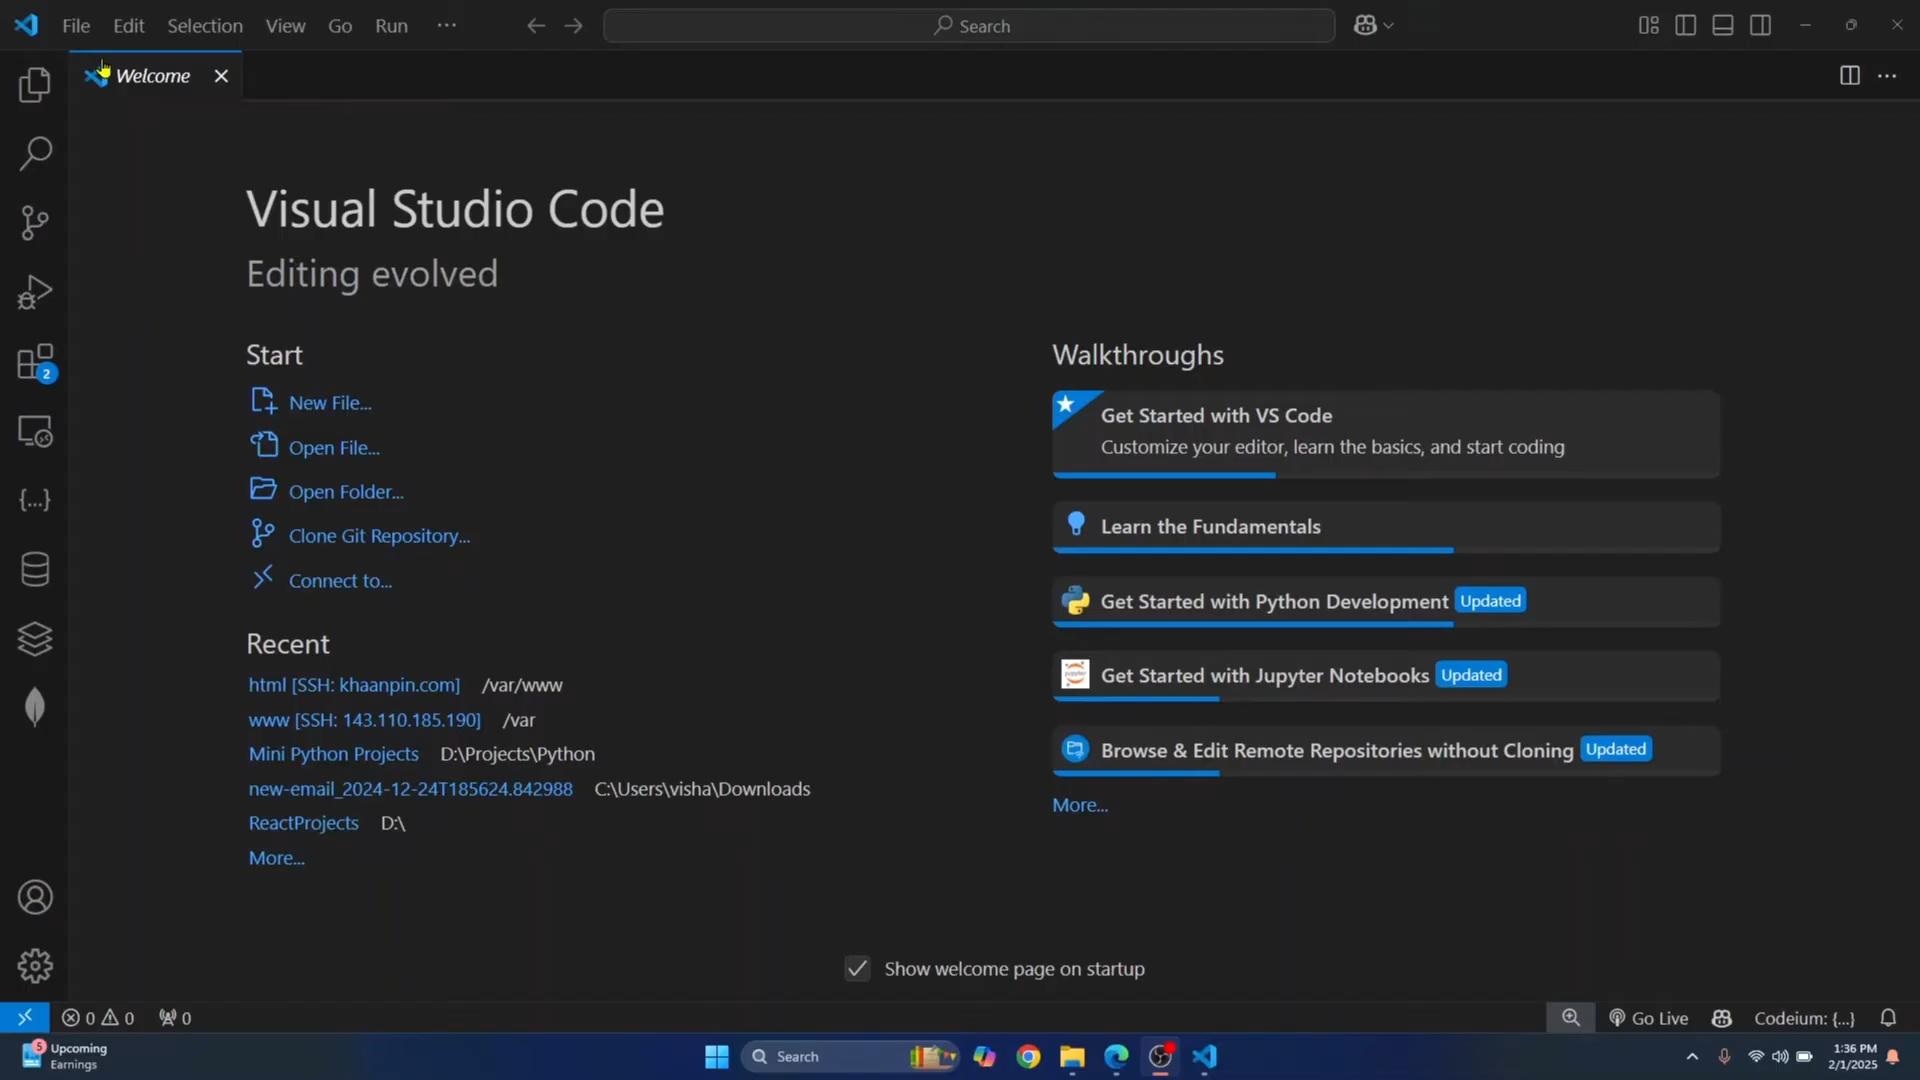 File Edit Selection View Go Run ...
Search
Welcome
Visual Studio Code
Editing evolved
Start
New File...
Open File...
Open Folder...
Clone Git Repository...
Connect to...
Recent
html [SSH: khaanpin.com] /var/www
www [SSH: 143.110.185.190] /var
Mini Python Projects D:\Projects\Python
new-email_2024-12-24T185624.842988 C:\Users\visha\Downloads
ReactProjects D:\
More...
Walkthroughs
Get Started with VS Code
Customize your editor, learn the basics, and start coding
Learn the Fundamentals
Get Started with Python Development Updated
Get Started with Jupyter Notebooks Updated
Browse & Edit Remote Repositories without Cloning Updated
More...
2
{...}
Show welcome page on startup
0 0 0
Go Live
Codeium: {...}
5
Upcoming
Earnings
Search
1:36 PM
2/1/2025